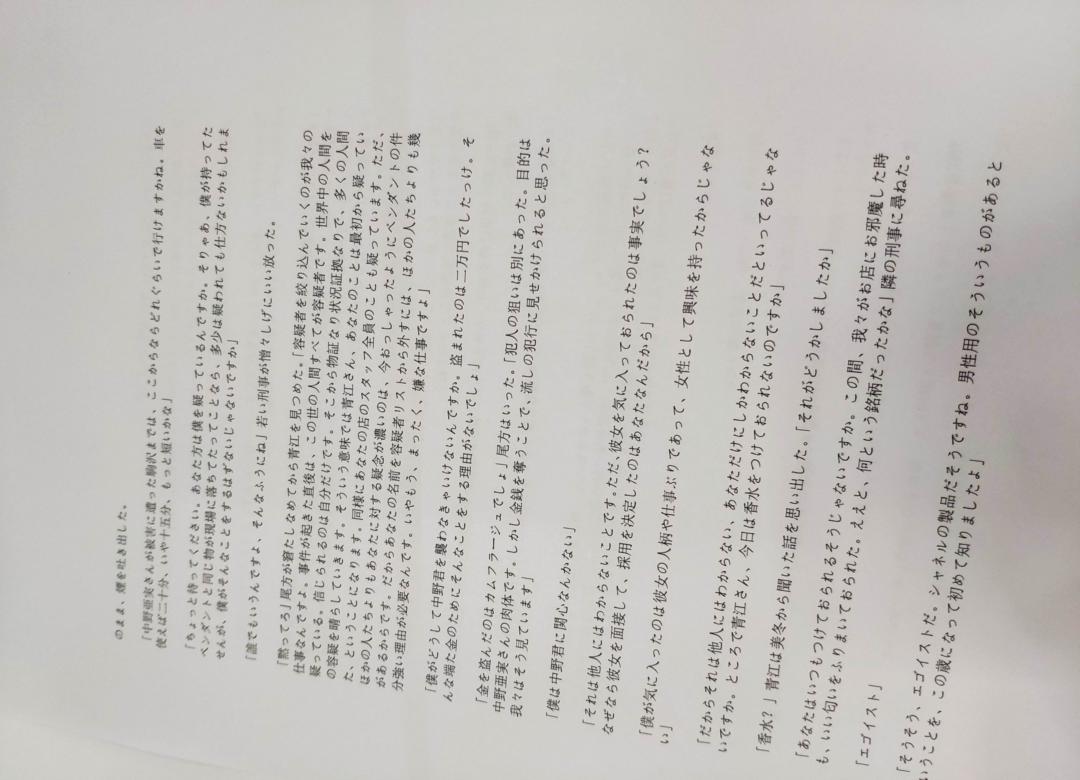 のまま、煙を吐き出した。
「中野亜実さんが被害に遭った駒沢までは、ここからならどれぐらいで行けますかね。車を
使えば二十分、いや十五分、もっと短いかな」
「ちょっと待ってください。あなた方は僕を疑っているんですか。そりゃあ、僕が持ってた
ペンダントと同じ物が現場に落ちてたってことなら、多少は疑われても仕方ないかもしれま
せんが、僕がそんなことをするはずないじゃないですか」
「誰でもいうんですよ、そんなふうにね」若い刑事が憎々しげにいい放った。
「黙ってろ」尾方が窘たしなめてから青江を見つめた。「容疑者を絞り込んでいくのが我々の
仕事なんですよ。事件が起きた直後は、この世の人間すべてが容疑者です。世界中の人間を
疑っている。信じられるのは自分だけです。そこから物証なり状況証拠なりで、多くの人間
の容疑を晴らしていきます。そういう意味では青江さん、あなたのことは最初から疑ってい
た、ということになります。同様にあなたの店のスタッフ全員のことも疑っています。ただ、
ほかの人たちよりもあなたに対する疑念が濃いのは、今おっしゃったようにペンダントの件
があるからです。だからあなたの名前を容疑者リストから外すには、ほかの人たちよりも幾
分強い理由が必要なんです。いやもう、まったく、嫌な仕事ですよ」
「僕がどうして中野君を襲わなきゃいけないんですか。盗まれたのは二万円でしたっけ。そ
んな端た金のためにそんなことをする理由がないでしょ」
「金を盗んだのはカムフラージュでしょ」尾方はいった。「犯人の狙いは別にあった。目的は
中野亜実さんの肉体です。しかし金銭を奪うことで、流しの犯行に見せかけられると思った。
我々はそう見ています」
「僕は中野君に関心なんかない」
「それは他人にはわからないことです。ただ、彼女を気に入っておられたのは事実でしょう?
なぜなら彼女を面接して、採用を決定したのはあなたなんだから」
「僕が気に入ったのは彼女の人柄や仕事ぶりであって、女性として興味を持ったからじゃな
い」
「だからそれは他人にはわからない、あなただけにしかわからないことだといってるじゃな
いですか。ところで青江さん、今日は香水をつけておられないのですか」
「香水?」青江は美冬から聞いた話を思い出した。「それがどうかしましたか」
「あなたはいつもつけておられるそうじゃないですか。この間、我々がお店にお邪魔した時
も、いい匂いをふりまいておられた。ええと、何という銘柄だったかな」隣の刑事に尋ねた。
「エゴイスト」
「そうそう、エゴイストだ。シャネルの製品だそうですね。男性用のそういうものがあると
いうことを、この歳になって初めて知りましたよ」